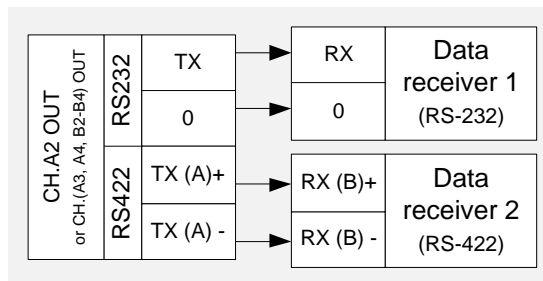 CH.A2 OUT
or CH.(A3, A4, B2-B4) OUT
RS232
TX
0
RS422
TX (A)+
TX (A) -
RX
0
Data
receiver 1
(RS-232)
RX (B)+
RX (B) -
Data
receiver 2
(RS-422)